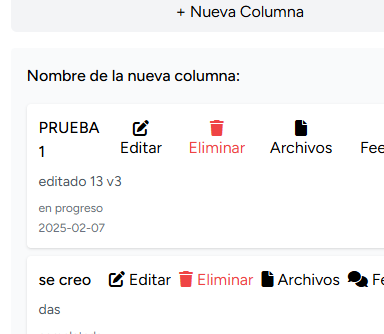 + Nueva Columna
Nombre de la nueva columna:
PRUEBA 1
Editar
Eliminar
Archivos
Fee
editado 13 v3
en progreso
2025-02-07
se creo Editar Eliminar Archivos Fe
das